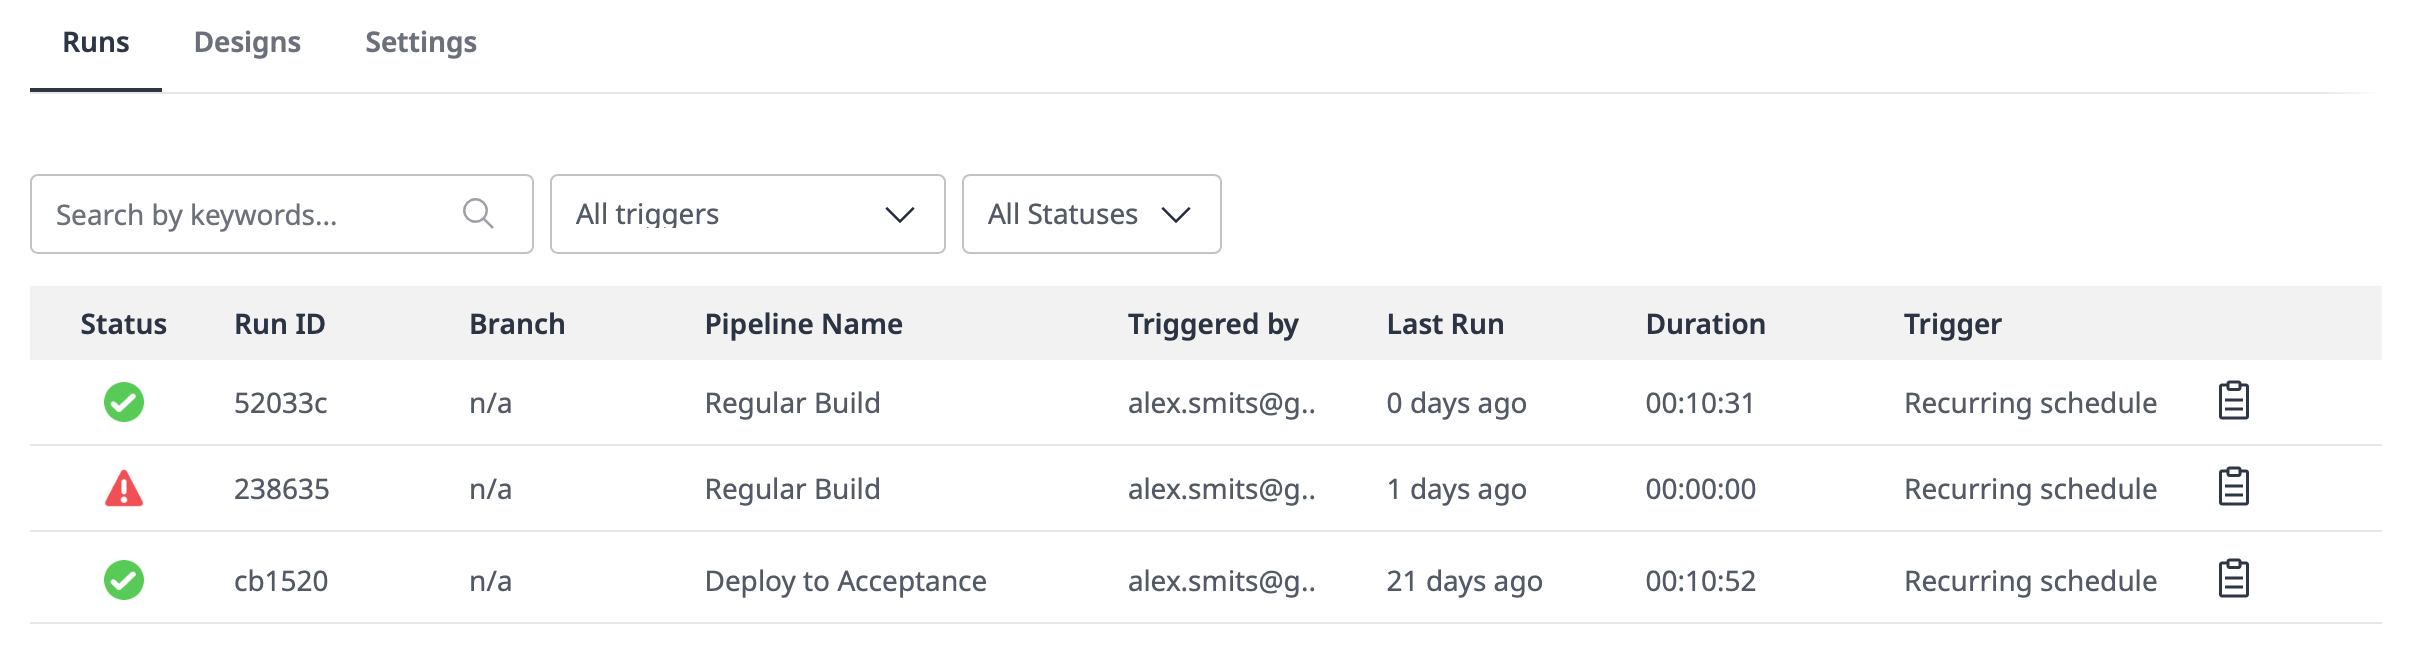 Runs Designs Settings
Search by keywords... All triggers All Statuses
Status Run ID Branch Pipeline Name Triggered by Last Run Duration Trigger
52033c n/a Regular Build alex.smits@g.. 0 days ago 00:10:31 Recurring schedule
238635 n/a Regular Build alex.smits@g.. 1 days ago 00:00:00 Recurring schedule
cb1520 n/a Deploy to Acceptance alex.smits@g.. 21 days ago 00:10:52 Recurring schedule